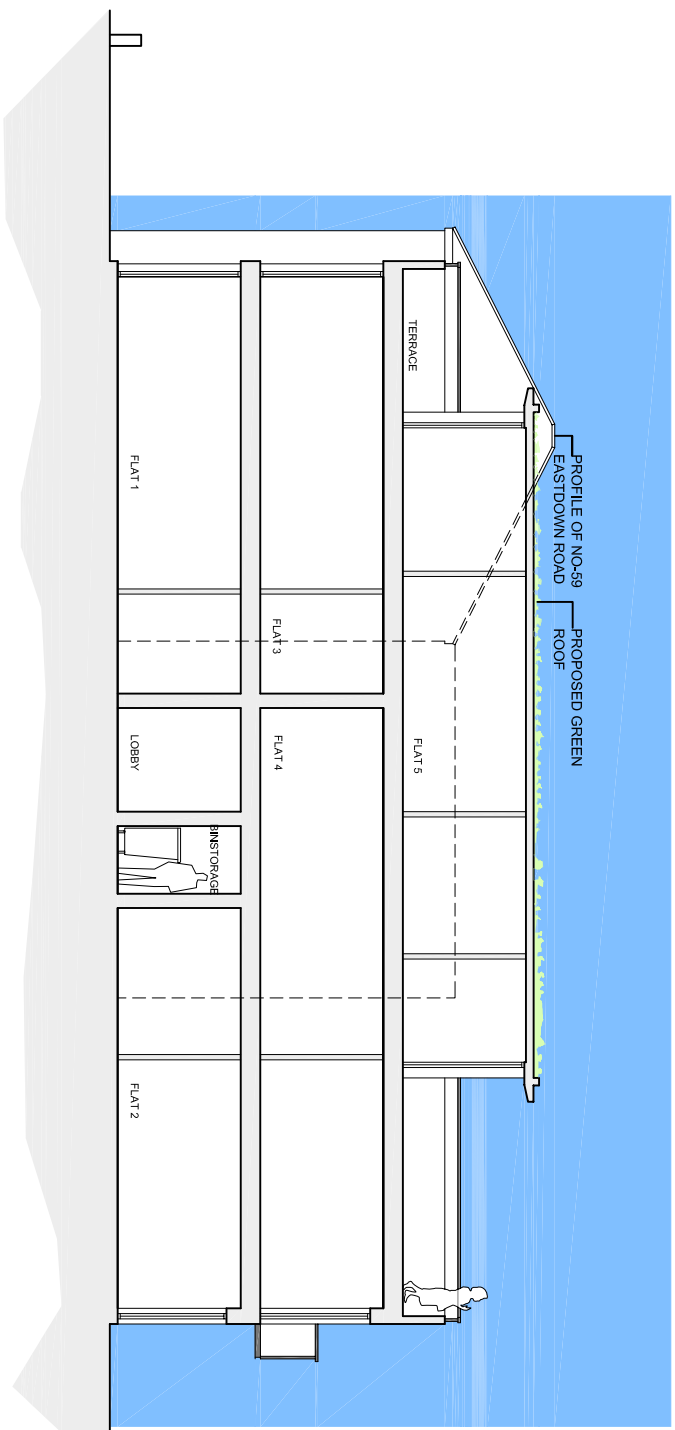 PROFILE OF NO-59
EASTDOWN ROAD
PROPOSED GREEN
ROOF
TERRACE
FLAT 5
FLAT 3
FLAT 4
FLAT 1
LOBBY
BINSTORAGE
FLAT 2